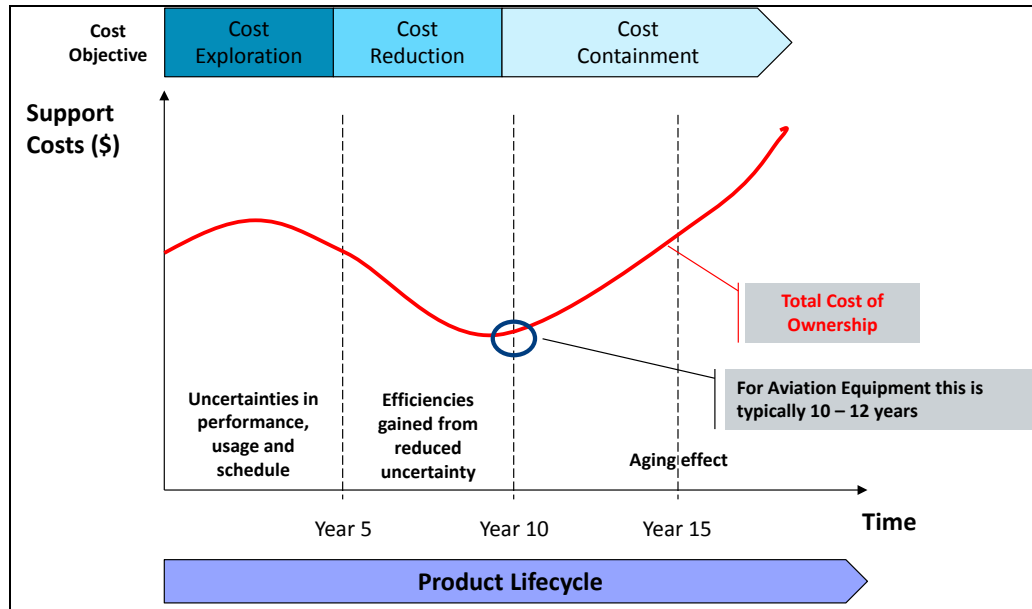 Cost
Objective
Cost
Exploration
Cost
Reduction
Cost
Containment
Support
Costs ($)
Total Cost of
Ownership
For Aviation Equipment this is
typically 10 – 12 years
Uncertainties in
performance,
usage and
schedule
Efficiencies
gained from
reduced
uncertainty
Aging effect
Year 5
Year 10
Year 15
Time
Product Lifecycle